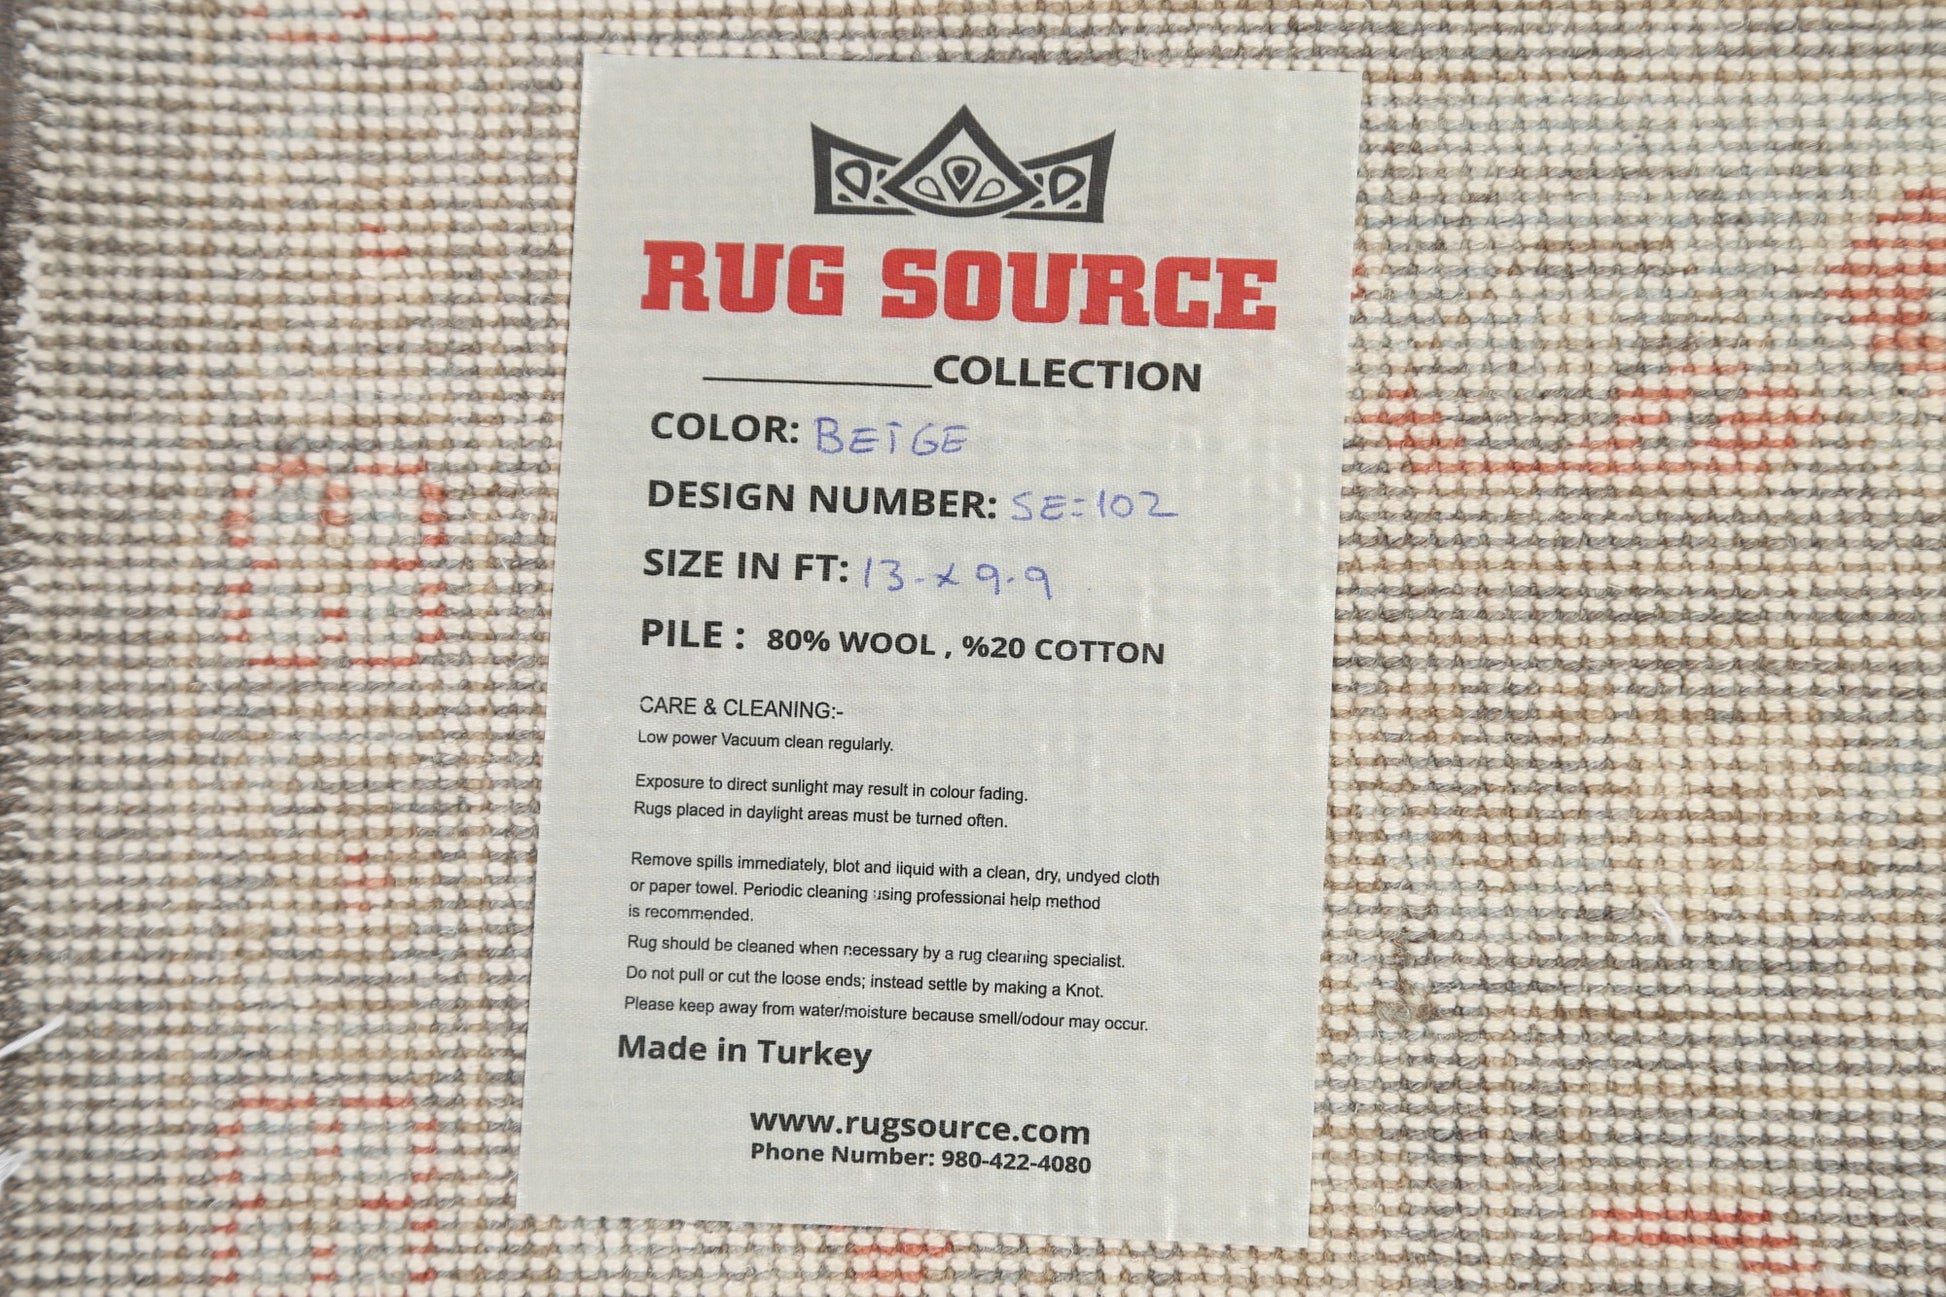 RUG SOURCE
__________COLLECTION
COLOR: BEIGE
DESIGN NUMBER: SE=102
SIZE IN FT: 13-x 9-9
PILE : 80% WOOL , %20 COTTON
CARE & CLEANING:-
Low power Vacuum clean regularly.
Exposure to direct sunlight may result in colour fading.
Rugs placed in daylight areas must be turned often.
Remove spills immediately, blot and liquid with a clean, dry, undyed cloth
or paper towel. Periodic cleaning using professional help method
is recommended.
Rug should be cleaned when necessary by a rug cleaning specialist.
Do not pull or cut the loose ends; instead settle by making a Knot.
Please keep away from water/moisture because smell/odour may occur.
Made in Turkey
www.rugsource.com
Phone Number: 980-422-4080